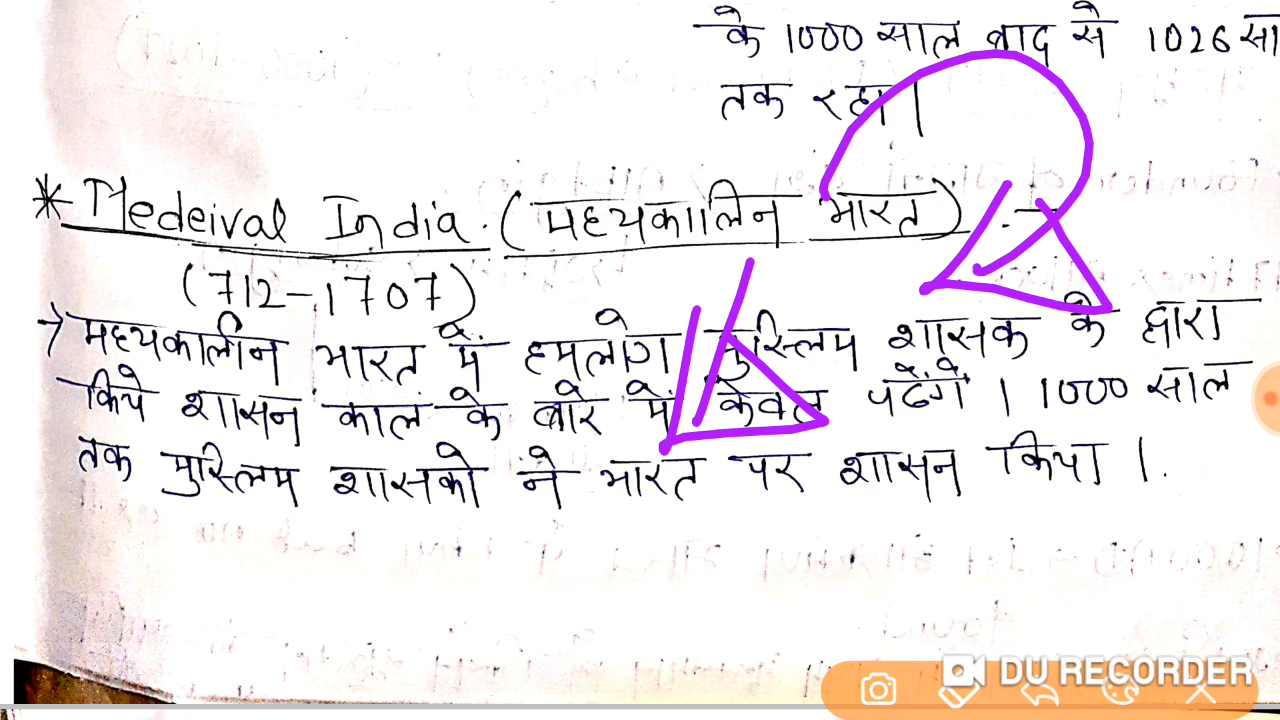 के 1000 साल बाद से 1026 सा
तक रहा।
* Medeival India. (मध्यकालिन भारत) :-
(712-1707)
→ मध्यकालीन भारत में हमलोग मुस्लिम शासक के द्वारा
किये शासन काल के बारे में केवल पढेंगे। 1000 साल
तक मुस्लिम शासको ने भारत पर शासन किया।.
DU RECORDER